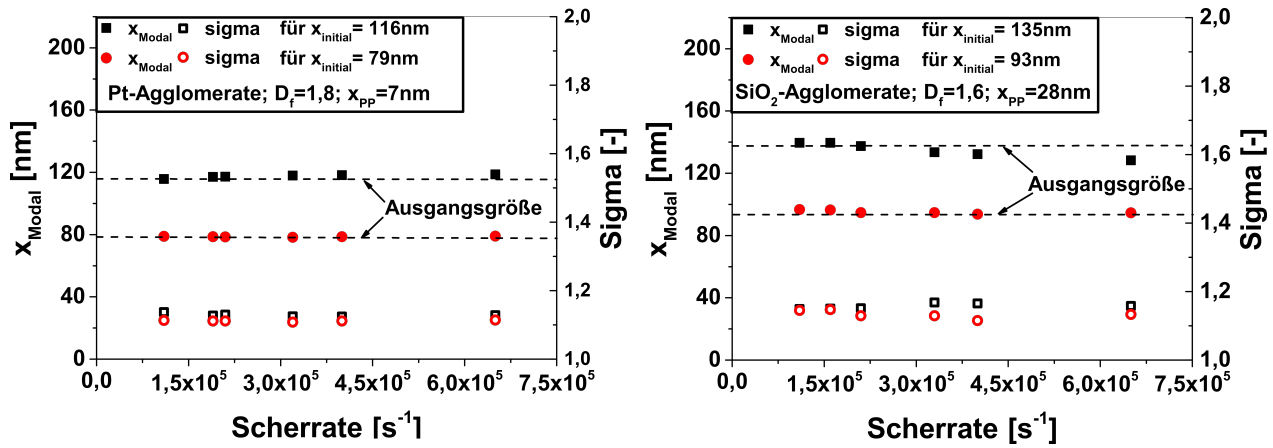 x_Modal sigma für x_initial= 116nm
x_Modal sigma für x_initial= 79nm
Pt-Agglomerate; D_f=1,8; x_PP=7nm
Ausgangsgröße
x_Modal [nm]
200
160
120
80
40
0
2,0
1,8
1,6
1,4
1,2
1,0
Sigma [-]
0,0 1,5x10^5 3,0x10^5 4,5x10^5 6,0x10^5 7,5x10^5
Scherrate [s^-1]
x_Modal sigma für x_initial= 135nm
x_Modal sigma für x_initial= 93nm
SiO_2-Agglomerate; D_f=1,6; x_PP=28nm
Ausgangsgröße
x_Modal [nm]
200
160
120
80
40
0
2,0
1,8
1,6
1,4
1,2
1,0
Sigma [-]
0,0 1,5x10^5 3,0x10^5 4,5x10^5 6,0x10^5 7,5x10^5
Scherrate [s^-1]